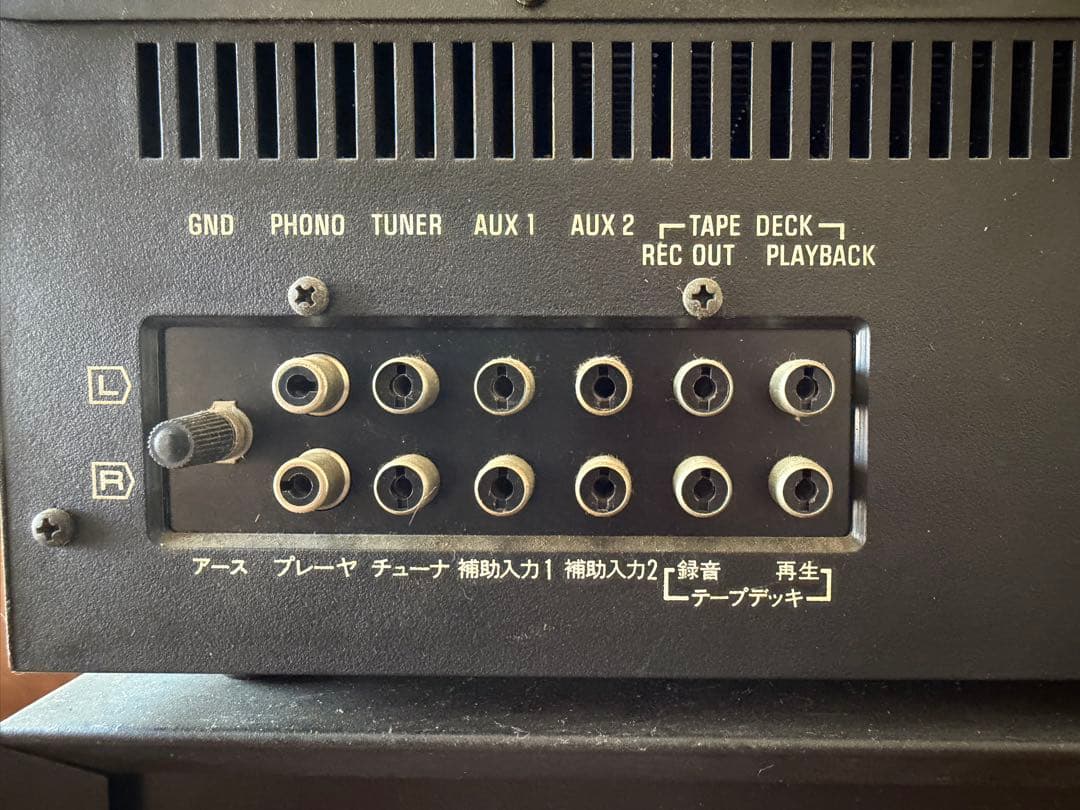 GND PHONO TUNER AUX 1 AUX 2 TAPE DECK
REC OUT PLAYBACK
L
R
アース プレーヤ チューナ 補助入力1 補助入力2 録音 再生
テープデッキ